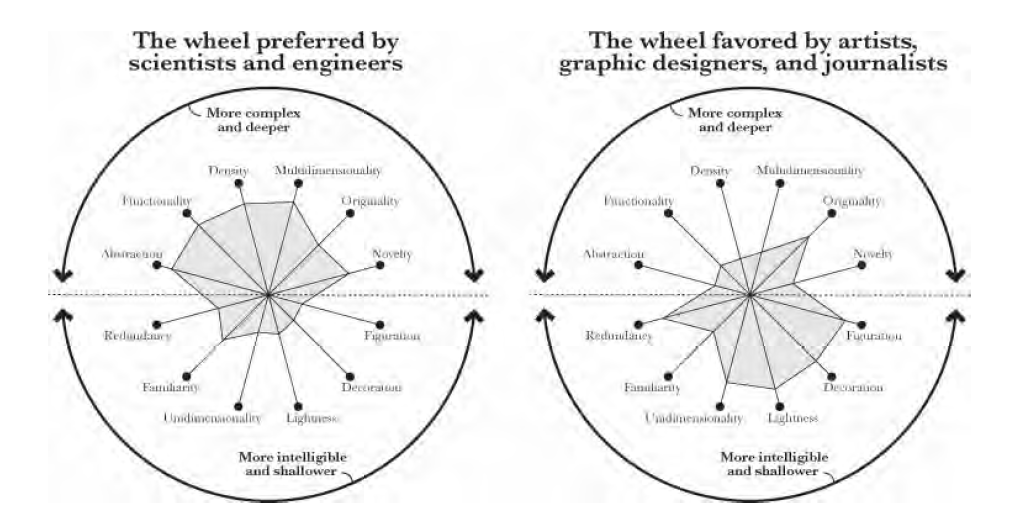 The wheel preferred by
scientists and engineers
More complex
and deeper
Density
Multidimensionality
Functionality
Originality
Abstraction
Novelty
Redundancy
Figuration
Familiarity
Decoration
Unidimensionality
Lightness
More intelligible
and shallower
The wheel favored by artists,
graphic designers, and journalists
More complex
and deeper
Density
Multidimensionality
Functionality
Originality
Abstraction
Novelty
Redundancy
Figuration
Familiarity
Decoration
Unidimensionality
Lightness
More intelligible
and shallower